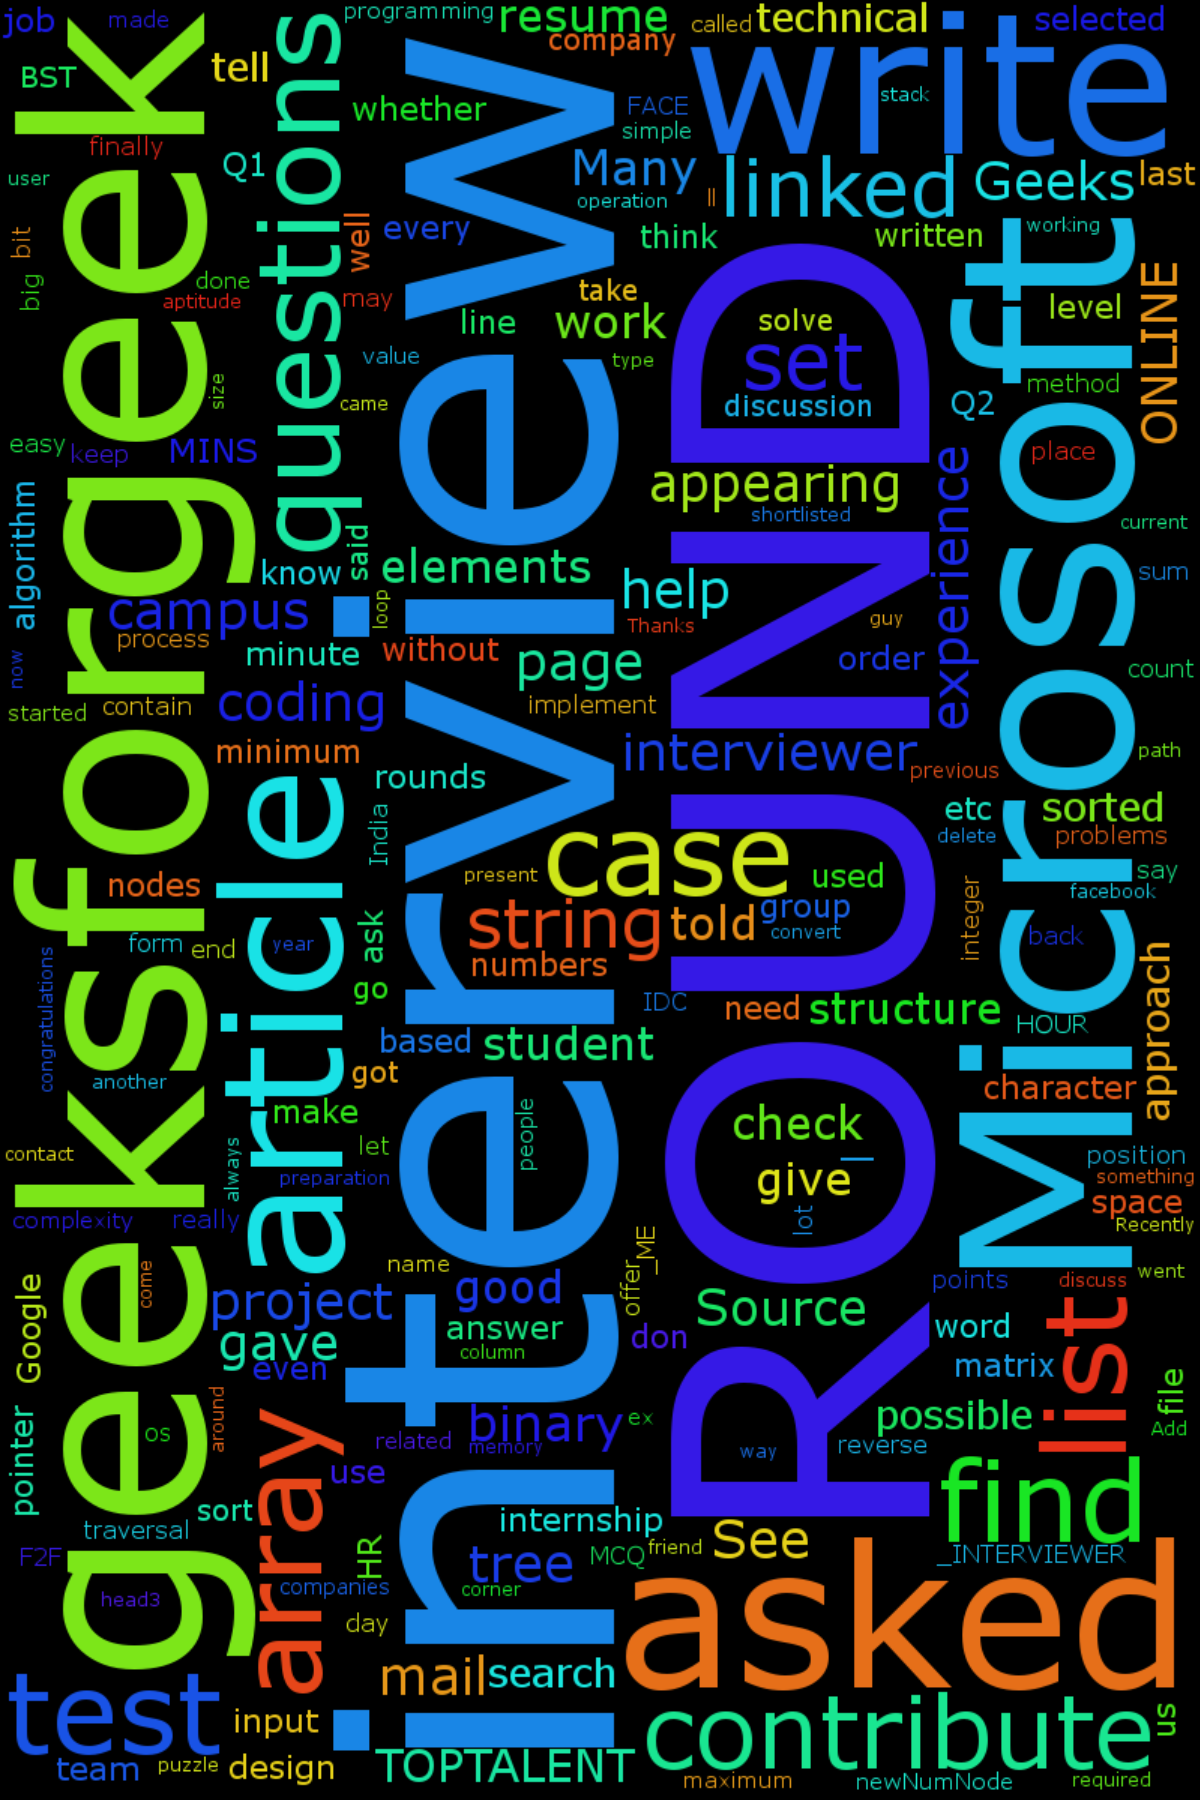 job
made
programming
resume
called
technical
selected
company
BST
tell
whether
FACE
simple
stack
write
finally
Q1
questions
Many
operation
ll
linked
Geeks
last
user
bit
big
well
every
think
written
working
done
aptitude
may
take
line
work
solve
set
discussion
level
ONLINE
value
type
size
came
method
Q2
easy
keep
MINS
place
appearing
shortlisted
experience
current
algorithm
said
know
elements
help
sum
loop
campus
process
Thanks
guy
minute
without
page
order
count
now
started
contain
coding
implement
minimum
interviewer
previous
path
rounds
India
etc
sorted
delete
problems
article
case
present
used
say
facebook
nodes
string
told
group
convert
integer
back
form
end
year
ask
numbers
approach
congratulations
go
IDC
need
structure
HOUR
based
student
another
got
character
make
people
check
contact
always
let
give
position
something
preparation
lot
space
Recently
complexity
really
name
_ME
went
come
offer
points
discuss
Google
project
good
Source
gave
answer
don
word
column
even
matrix
list
file
Add
pointer
os
around
array
binary
ex
possible
related
memory
way
reverse
use
find
sort
internship
traversal
See
F2F
HR
tree
MCQ
friend
_INTERVIEWER
head3
companies
corner
asked
day
mail
search
test
input
contribute
us
team
puzzle
design
TOPTALENT
maximum
newNumNode
required
geeksforgeek
interview
i
ROUND
Microsoft